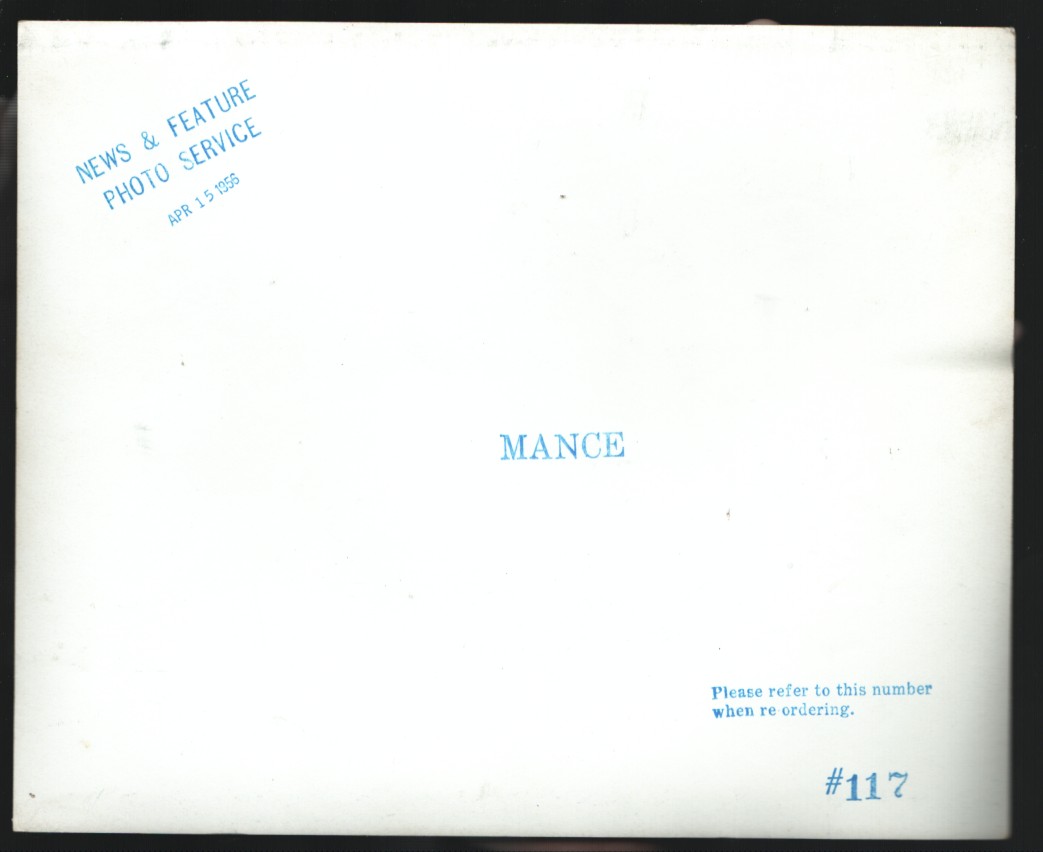 NEWS & FEATURE
PHOTO SERVICE
APR 15 1956
MANCE
Please refer to this number
when re-ordering.
#117